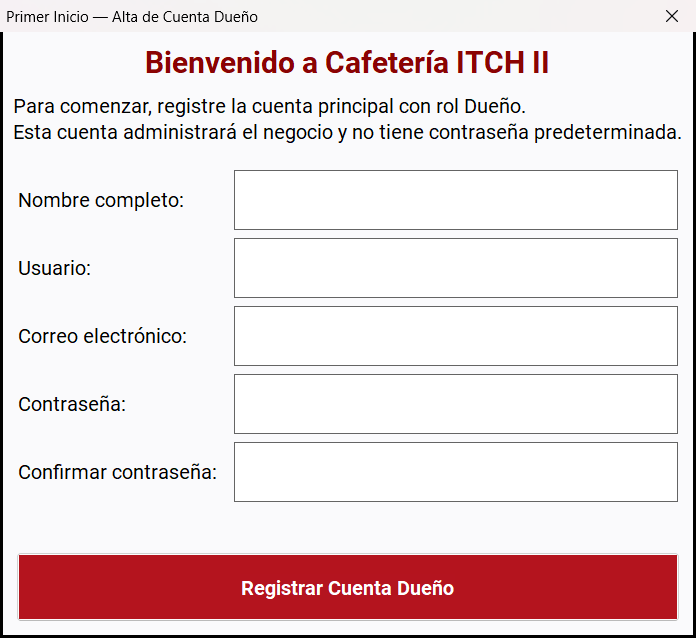 Primer Inicio — Alta de Cuenta Dueño
Bienvenido a Cafetería ITCH II
Para comenzar, registre la cuenta principal con rol Dueño.
Esta cuenta administrará el negocio y no tiene contraseña predeterminada.
Nombre completo:
Usuario:
Correo electrónico:
Contraseña:
Confirmar contraseña:
Registrar Cuenta Dueño